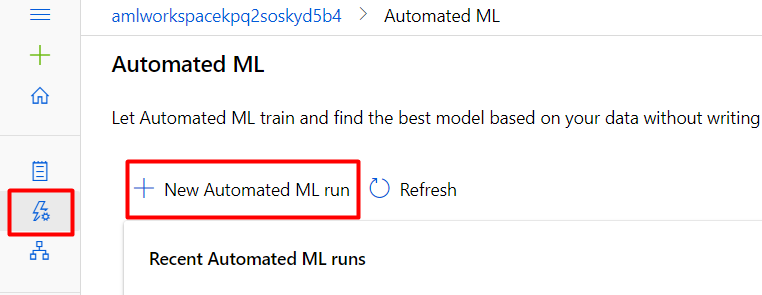 amlworkspacekpq2soskyd5b4 > Automated ML
Automated ML
Let Automated ML train and find the best model based on your data without writing
+ New Automated ML run Refresh
Recent Automated ML runs